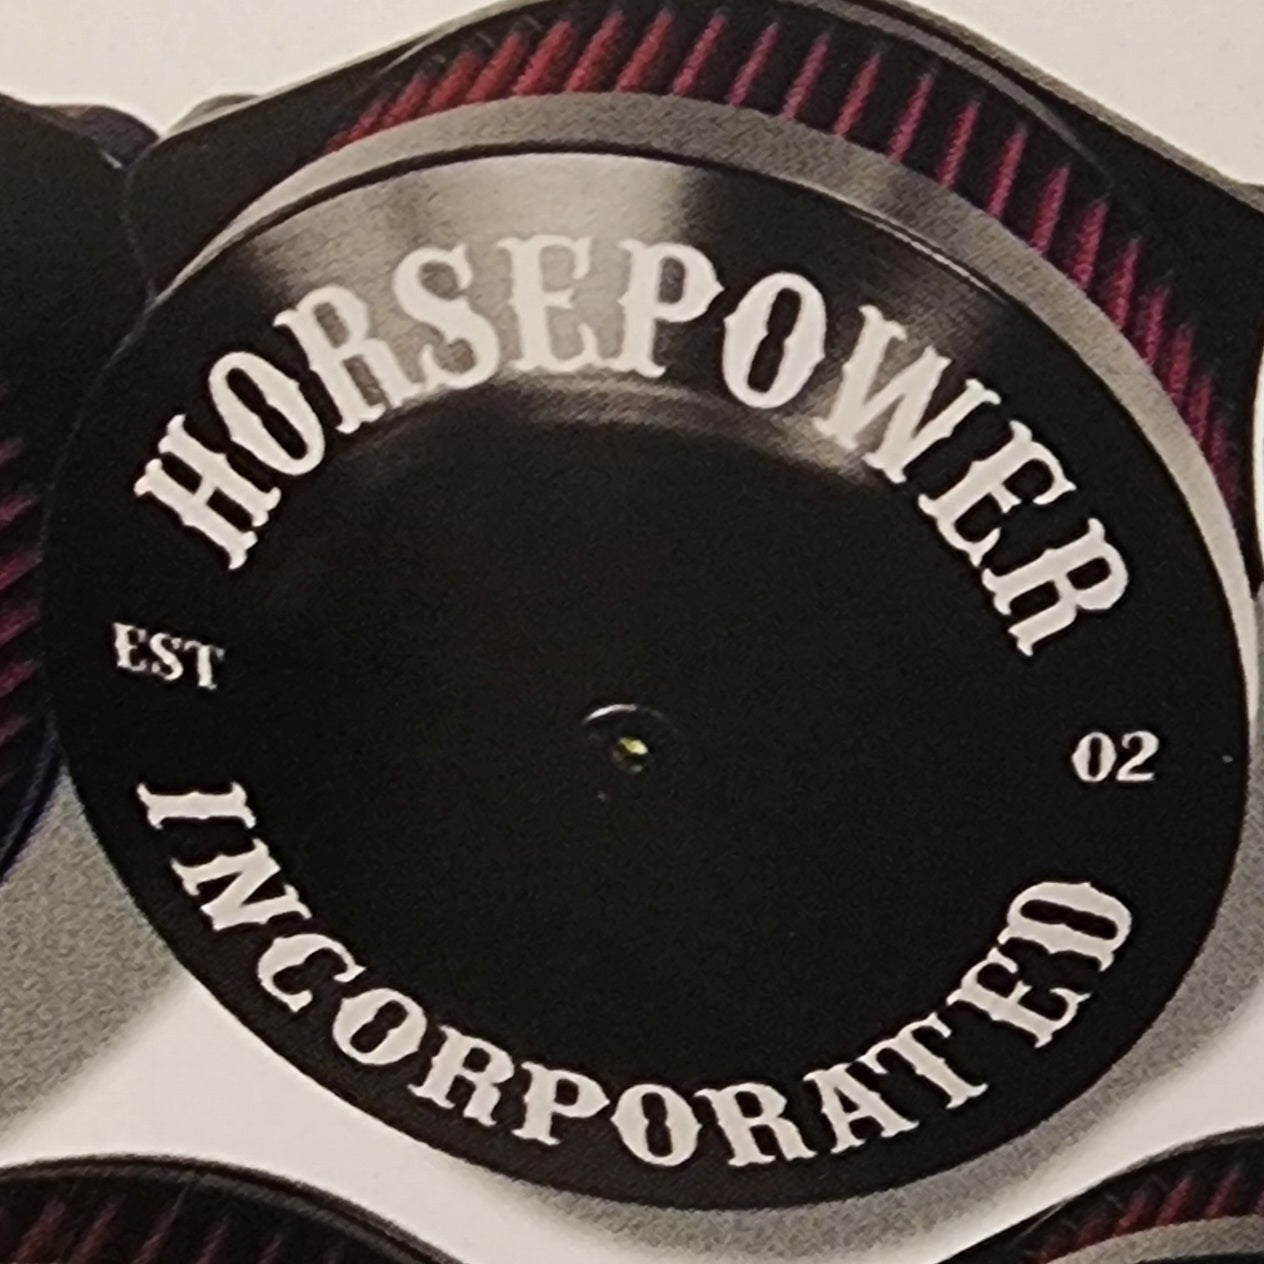 HORSEPOWER
EST
02
INCORPORATED